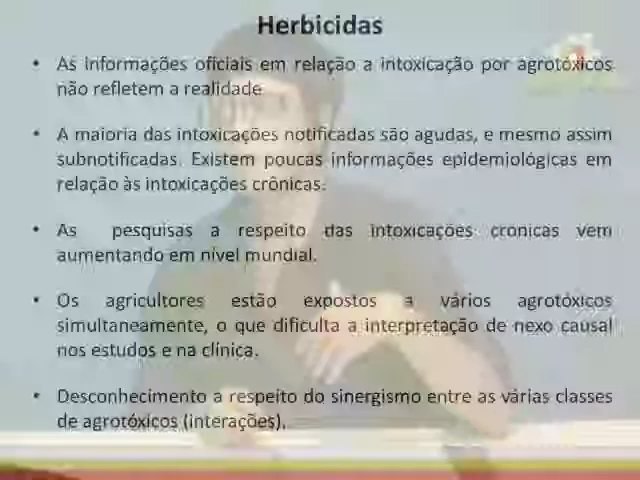 Herbicidas
• As informações oficiais em relação a intoxicação por agrotóxicos
não refletem a realidade
• A maioria das intoxicações notificadas são agudas, e mesmo assim
subnotificadas. Existem poucas informações epidemiológicas em
relação às intoxicações crônicas.
• As pesquisas a respeito das intoxicações cronicas vem
aumentando em nível mundial.
• Os agricultores estão expostos a vários agrotóxicos
simultaneamente, o que dificulta a interpretação de nexo causal
nos estudos e na clínica.
• Desconhecimento a respeito do sinergismo entre as várias classes
de agrotóxicos (interações).